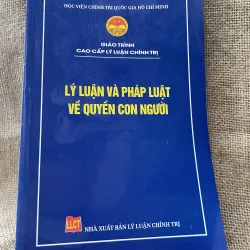 HỌC VIỆN CHÍNH TRỊ QUỐC GIA HỒ CHÍ MINH
GIÁO TRÌNH
CAO CẤP LÝ LUẬN CHÍNH TRỊ
LÝ LUẬN VÀ PHÁP LUẬT
VỀ QUYỀN CON NGƯỜI
LLCT
NHÀ XUẤT BẢN LÝ LUẬN CHÍNH TRỊ